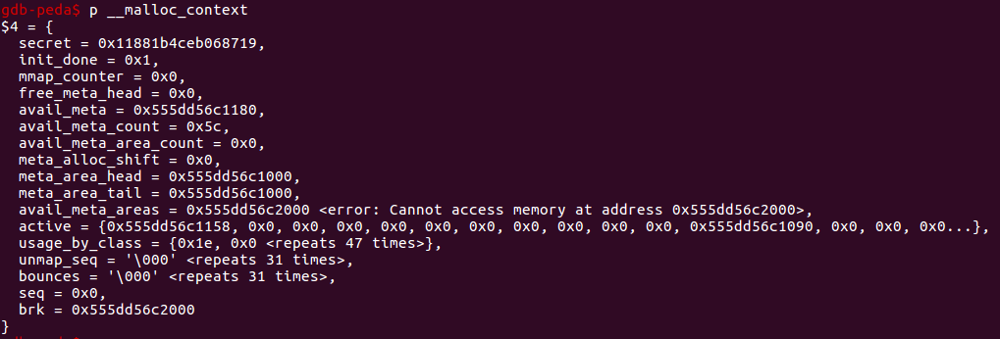 gdb-peda$ p __malloc_context
$4 = {
  secret = 0x11881b4ceb068719,
  init_done = 0x1,
  mmap_counter = 0x0,
  free_meta_head = 0x0,
  avail_meta = 0x555dd56c1180,
  avail_meta_count = 0x5c,
  avail_meta_area_count = 0x0,
  meta_alloc_shift = 0x0,
  meta_area_head = 0x555dd56c1000,
  meta_area_tail = 0x555dd56c1000,
  avail_meta_areas = 0x555dd56c2000 <error: Cannot access memory at address 0x555dd56c2000>,
  active = {0x555dd56c1158, 0x0, 0x0, 0x0, 0x0, 0x0, 0x0, 0x0, 0x0, 0x0, 0x0, 0x555dd56c1090, 0x0, 0x0, 0x0...},
  usage_by_class = {0x1e, 0x0 <repeats 47 times>},
  unmap_seq = '\000' <repeats 31 times>,
  bounces = '\000' <repeats 31 times>,
  seq = 0x0,
  brk = 0x555dd56c2000
}